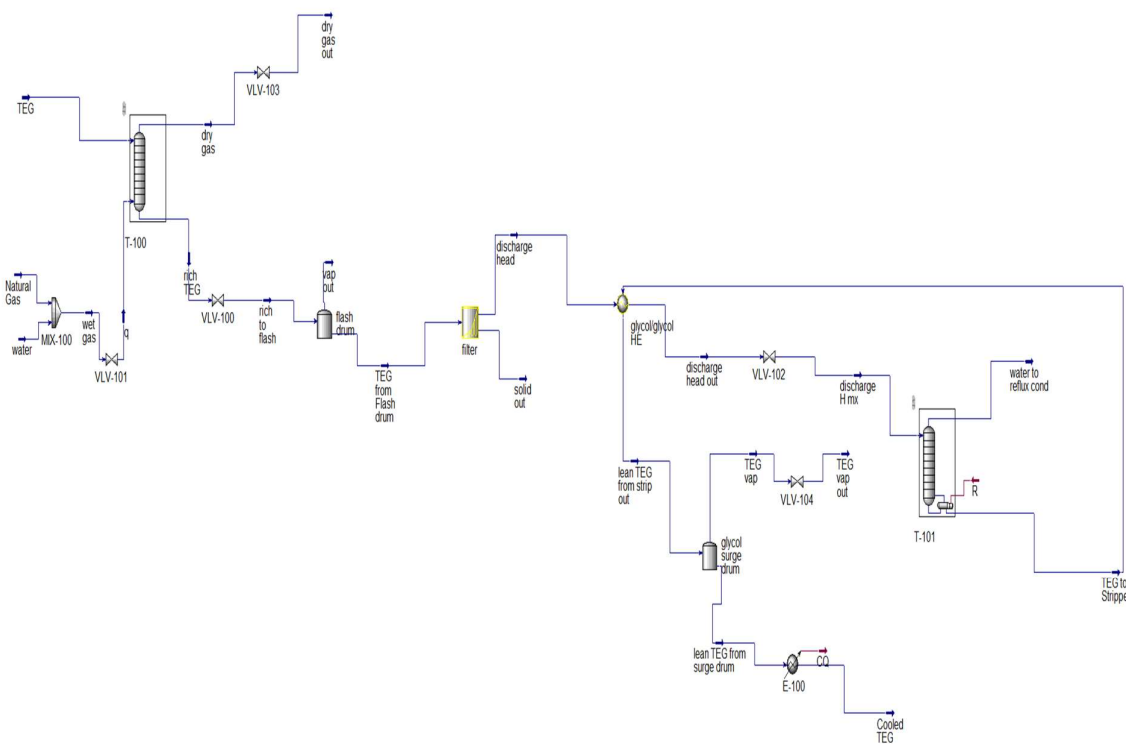 dry
gas
out
VLV-103
TEG
dry
gas
T-100
Natural
Gas
water
MIX-100
wet
gas
VLV-101
q
rich
TEG
VLV-100
rich
to
flash
vap
out
flash
drum
TEG
from
Flash
drum
filter
discharge
head
solid
out
glycol/glycol
HE
discharge
head out
VLV-102
discharge
H mx
water to
reflux cond
R
T-101
TEG to
Strippe
lean TEG
from strip
out
TEG
vap
VLV-104
TEG
vap
out
glycol
surge
drum
lean TEG from
surge drum
CQ
E-100
Cooled
TEG